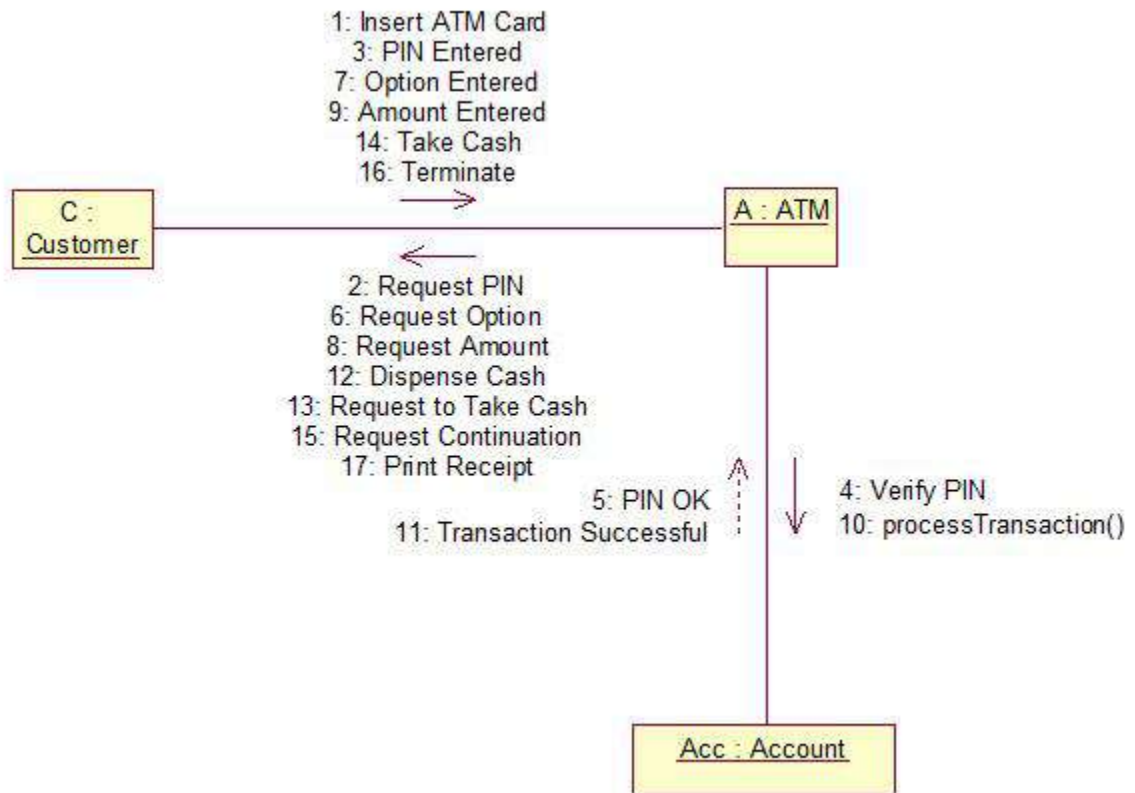 1: Insert ATM Card
3: PIN Entered
7: Option Entered
9: Amount Entered
14: Take Cash
16: Terminate
C :
Customer
A : ATM
2: Request PIN
6: Request Option
8: Request Amount
12: Dispense Cash
13: Request to Take Cash
15: Request Continuation
17: Print Receipt
5: PIN OK
11: Transaction Successful
4: Verify PIN
10: processTransaction()
Acc : Account